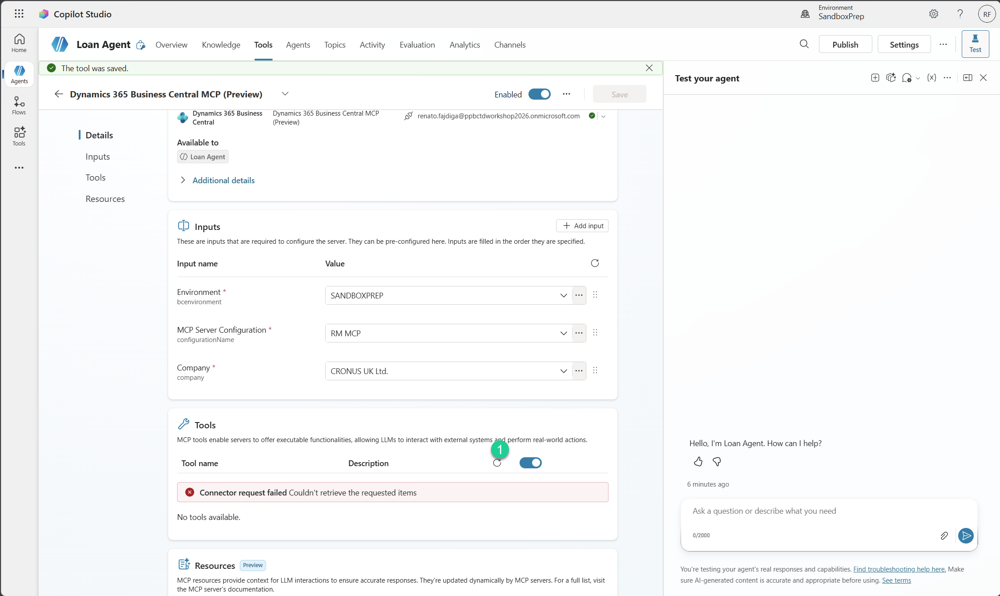 Copilot Studio
Environment
SandboxPrep
RF
Home
Agents
Flows
Tools
Loan Agent
Overview
Knowledge
Tools
Agents
Topics
Activity
Evaluation
Analytics
Channels
Publish
Settings
Test
The tool was saved.
Dynamics 365 Business Central MCP (Preview)
Enabled
Save
Details
Inputs
Tools
Resources
Dynamics 365 Business
Central
Dynamics 365 Business Central MCP
(Preview)
renato.fajdiga@ppbctdworkshop2026.onmicrosoft.com
Available to
Loan Agent
Additional details
Inputs
Add input
These are inputs that are required to configure the server. They can be pre-configured here. Inputs are filled in the order they are specified.
Input name
Value
Environment *
bcenvironment
SANDBOXPREP
MCP Server Configuration *
configurationName
RM MCP
Company *
company
CRONUS UK Ltd.
Tools
MCP tools enable servers to offer executable functionalities, allowing LLMs to interact with external systems and perform real-world actions.
1
Tool name
Description
Connector request failed Couldn't retrieve the requested items
No tools available.
Resources
Preview
MCP resources provide context for LLM interactions to ensure accurate responses. They're updated dynamically by MCP servers. For a full list, visit
the MCP server's documentation.
Test your agent
{x}
Hello, I'm Loan Agent. How can I help?
6 minutes ago
Ask a question or describe what you need
0/2000
You're testing your agent's real responses and capabilities. Find troubleshooting help here. Make
sure AI-generated content is accurate and appropriate before using. See terms